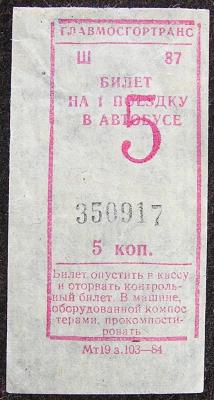 ГЛАВМОСГОРТРАНС
Ш 87
БИЛЕТ
НА 1 ПОЕЗДКУ
В АВТОБУСЕ
5
350917
5 коп.
Билет опустить в кассу
и оторвать контроль-
ный билет. В машине,
оборудованной компос
терами, прокомпости-
ровать
Мт19 з.103—84